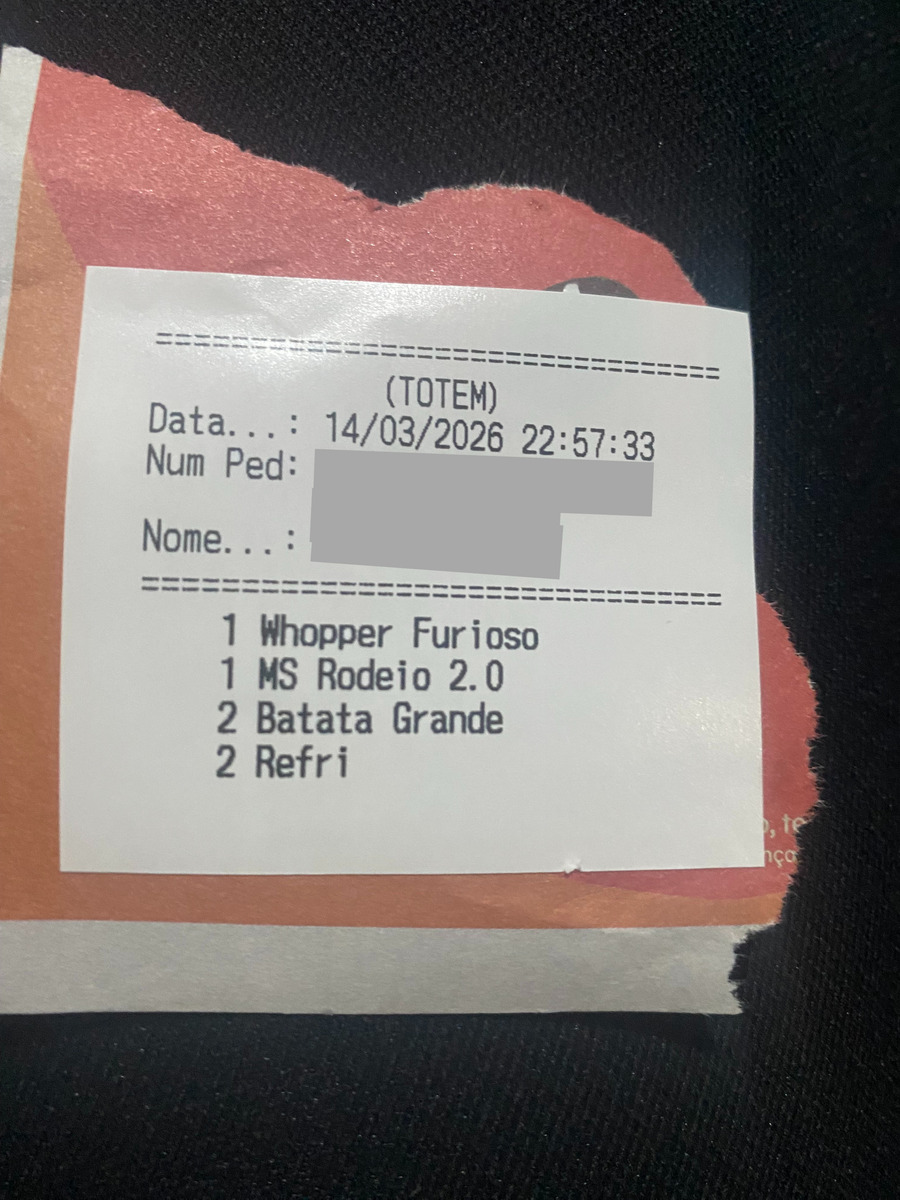 ===============================
(TOTEM)
Data...: 14/03/2026 22:57:33
Num Ped:
Nome...:
===============================
1 Whopper Furioso
1 MS Rodeio 2.0
2 Batata Grande
2 Refri